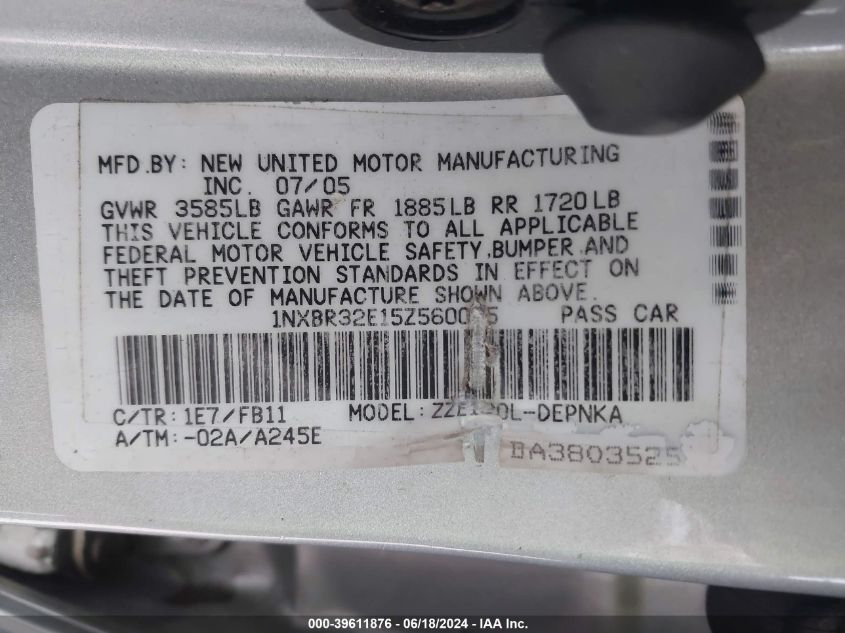 MFD.BY: NEW UNITED MOTOR MANUFACTURING
INC. 07/05
GVWR 3585LB GAWR FR 1885LB RR 1720LB
THIS VEHICLE CONFORMS TO ALL APPLICABLE
FEDERAL MOTOR VEHICLE SAFETY,BUMPER,AND
THEFT PREVENTION STANDARDS IN EFFECT ON
THE DATE OF MANUFACTURE SHOWN ABOVE.
PASS CAR
C/TR: 1E7/FB11 MODEL:
A/TM: -02A/A245E
BA3803525
000-39611876 - 06/18/2024 - IAA Inc.